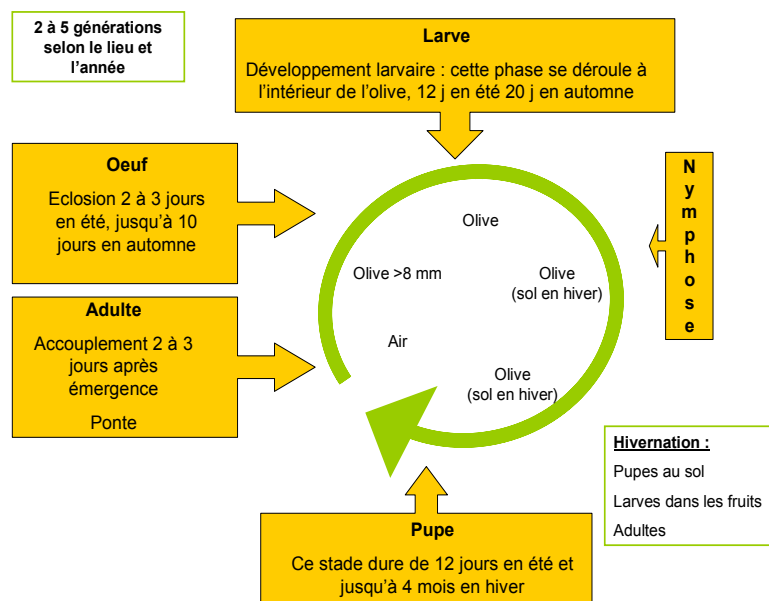 2 à 5 générations
selon le lieu et
l'année
Larve
Développement larvaire : cette phase se déroule à
l'intérieur de l'olive, 12 j en été 20 j en automne
Oeuf
Eclosion 2 à 3 jours
en été, jusqu'à 10
jours en automne
Nymphose
Olive
Olive >8 mm
Olive
(sol en hiver)
Adulte
Accouplement 2 à 3
jours après
émergence
Ponte
Air
Olive
(sol en hiver)
Hivernation :
Pupes au sol
Larves dans les fruits
Adultes
Pupe
Ce stade dure de 12 jours en été et
jusqu'à 4 mois en hiver